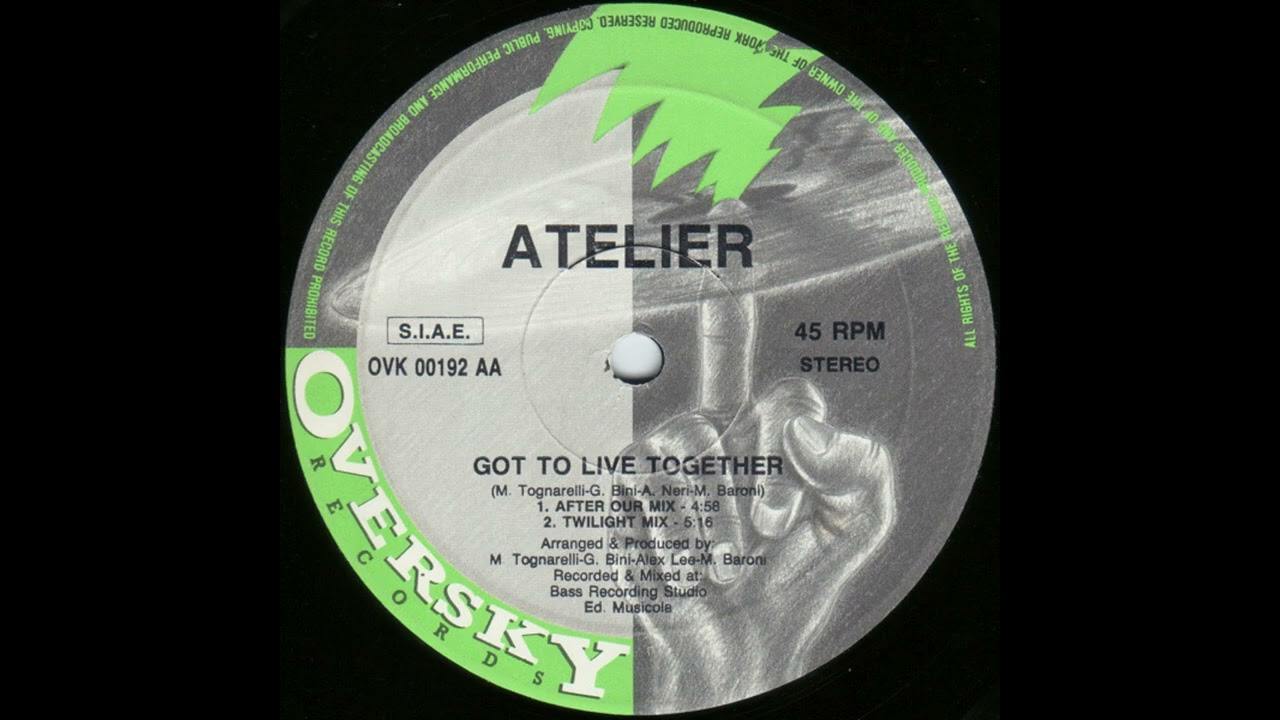 ALL RIGHTS OF THE RECORD PRODUCER AND OF THE OWNER OF THE WORK REPRODUCED RESERVED. COPYING, PUBLIC PERFORMANCE AND BROADCASTING OF THIS RECORD PROHIBITED
ATELIER
S.I.A.E.
OVK 00192 AA
45 RPM
STEREO
GOT TO LIVE TOGETHER
(M. Tognarelli-G. Bini-A. Neri-M. Baroni)
1. AFTER OUR MIX - 4:58
2. TWILIGHT MIX - 5:16
Arranged & Produced by:
M. Tognarelli-G. Bini-Alex Lee-M. Baroni
Recorded & Mixed at:
Bass Recording Studio
Ed. Musicola
OVERSKY
RECORDS